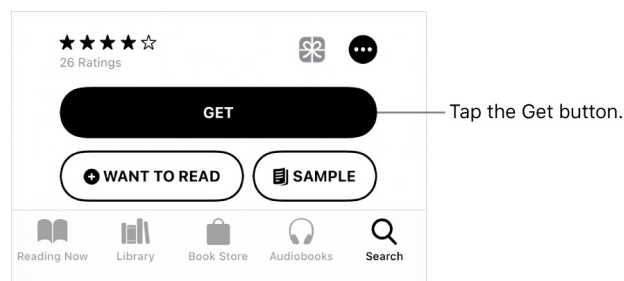 26 Ratings
GET
Tap the Get button.
WANT TO READ
SAMPLE
Reading Now
Library
Book Store
Audiobooks
Search